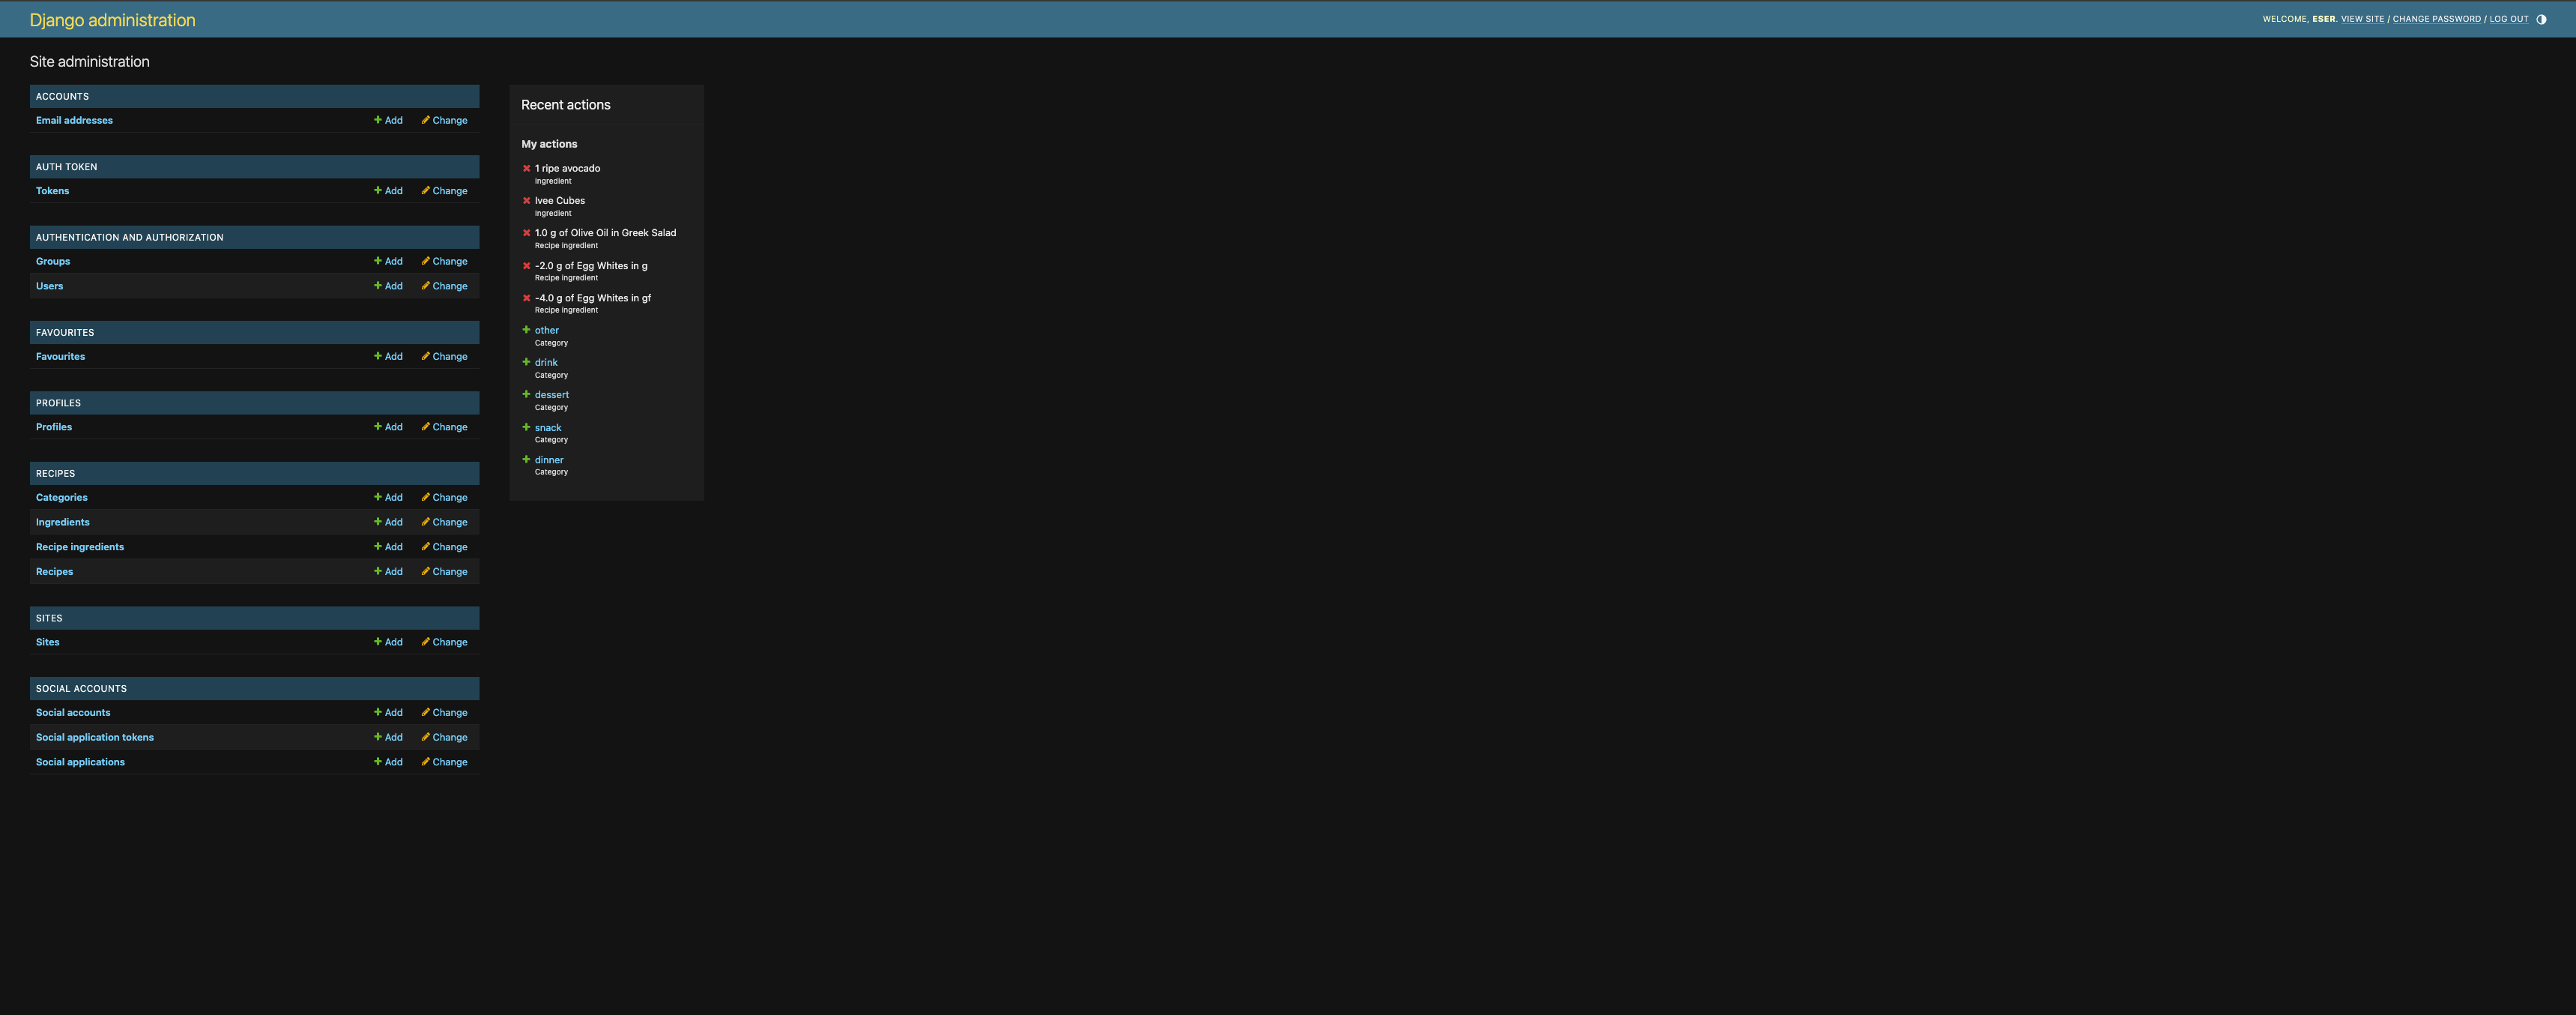 Django administration
WELCOME, ESER. VIEW SITE / CHANGE PASSWORD / LOG OUT
Site administration
ACCOUNTS
Email addresses Add Change
AUTH TOKEN
Tokens Add Change
AUTHENTICATION AND AUTHORIZATION
Groups Add Change
Users Add Change
FAVOURITES
Favourites Add Change
PROFILES
Profiles Add Change
RECIPES
Categories Add Change
Ingredients Add Change
Recipe ingredients Add Change
Recipes Add Change
SITES
Sites Add Change
SOCIAL ACCOUNTS
Social accounts Add Change
Social application tokens Add Change
Social applications Add Change
Recent actions
My actions
1 ripe avocado
Ingredient
Ivee Cubes
Ingredient
1.0 g of Olive Oil in Greek Salad
Recipe ingredient
-2.0 g of Egg Whites in g
Recipe ingredient
-4.0 g of Egg Whites in gf
Recipe ingredient
other
Category
drink
Category
dessert
Category
snack
Category
dinner
Category